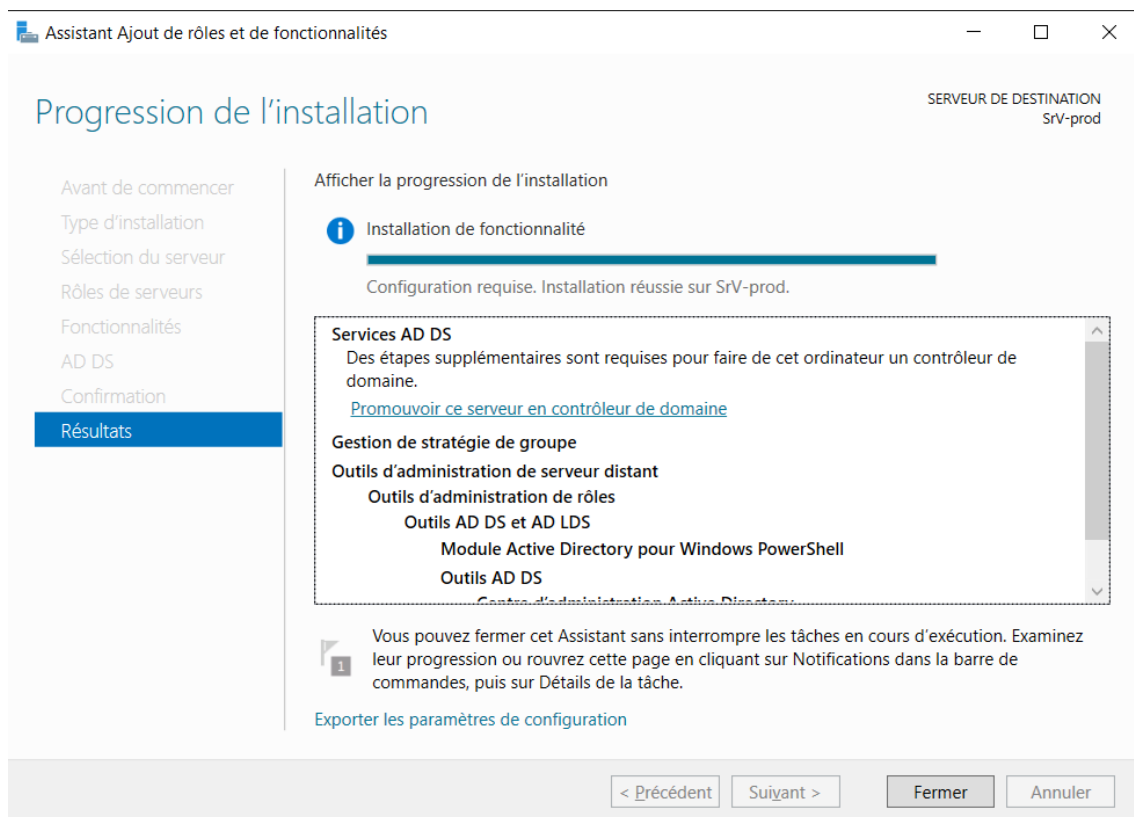 Assistant Ajout de rôles et de fonctionnalités
Progression de l'installation
SERVEUR DE DESTINATION
SrV-prod
Avant de commencer
Type d'installation
Sélection du serveur
Rôles de serveurs
Fonctionnalités
AD DS
Confirmation
Résultats
Afficher la progression de l'installation
Installation de fonctionnalité
Configuration requise. Installation réussie sur SrV-prod.
Services AD DS
Des étapes supplémentaires sont requises pour faire de cet ordinateur un contrôleur de
domaine.
Promouvoir ce serveur en contrôleur de domaine
Gestion de stratégie de groupe
Outils d'administration de serveur distant
Outils d'administration de rôles
Outils AD DS et AD LDS
Module Active Directory pour Windows PowerShell
Outils AD DS
Centre d'administration Active Directory
1
Vous pouvez fermer cet Assistant sans interrompre les tâches en cours d'exécution. Examinez
leur progression ou rouvrez cette page en cliquant sur Notifications dans la barre de
commandes, puis sur Détails de la tâche.
Exporter les paramètres de configuration
< Précédent
Suivant >
Fermer
Annuler